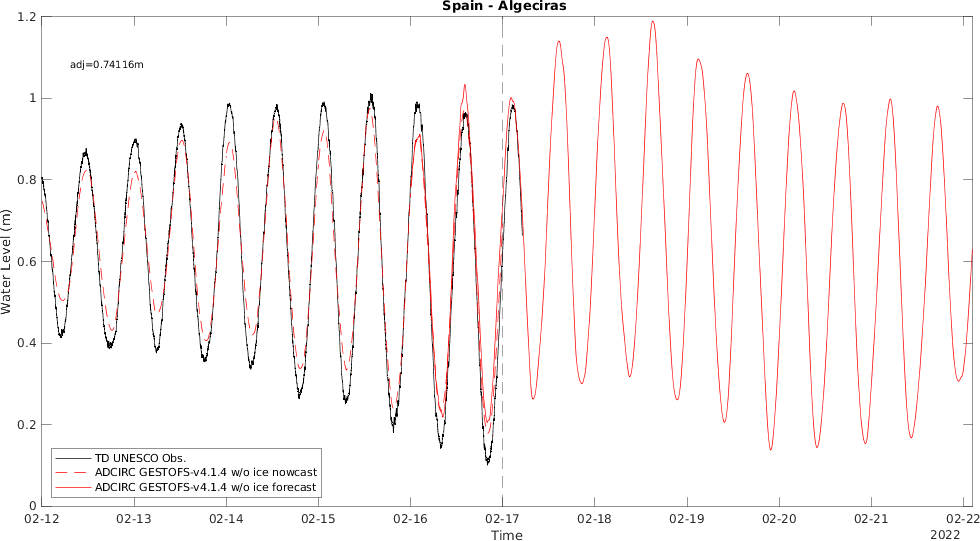 Spain - Algeciras
adj=0.74116m
Water Level (m)
1.2
1
0.8
0.6
0.4
0.2
0
TD UNESCO Obs.
ADCIRC GESTOFS-v4.1.4 w/o ice nowcast
ADCIRC GESTOFS-v4.1.4 w/o ice forecast
02-12 02-13 02-14 02-15 02-16 02-17 02-18 02-19 02-20 02-21 02-22
Time
2022